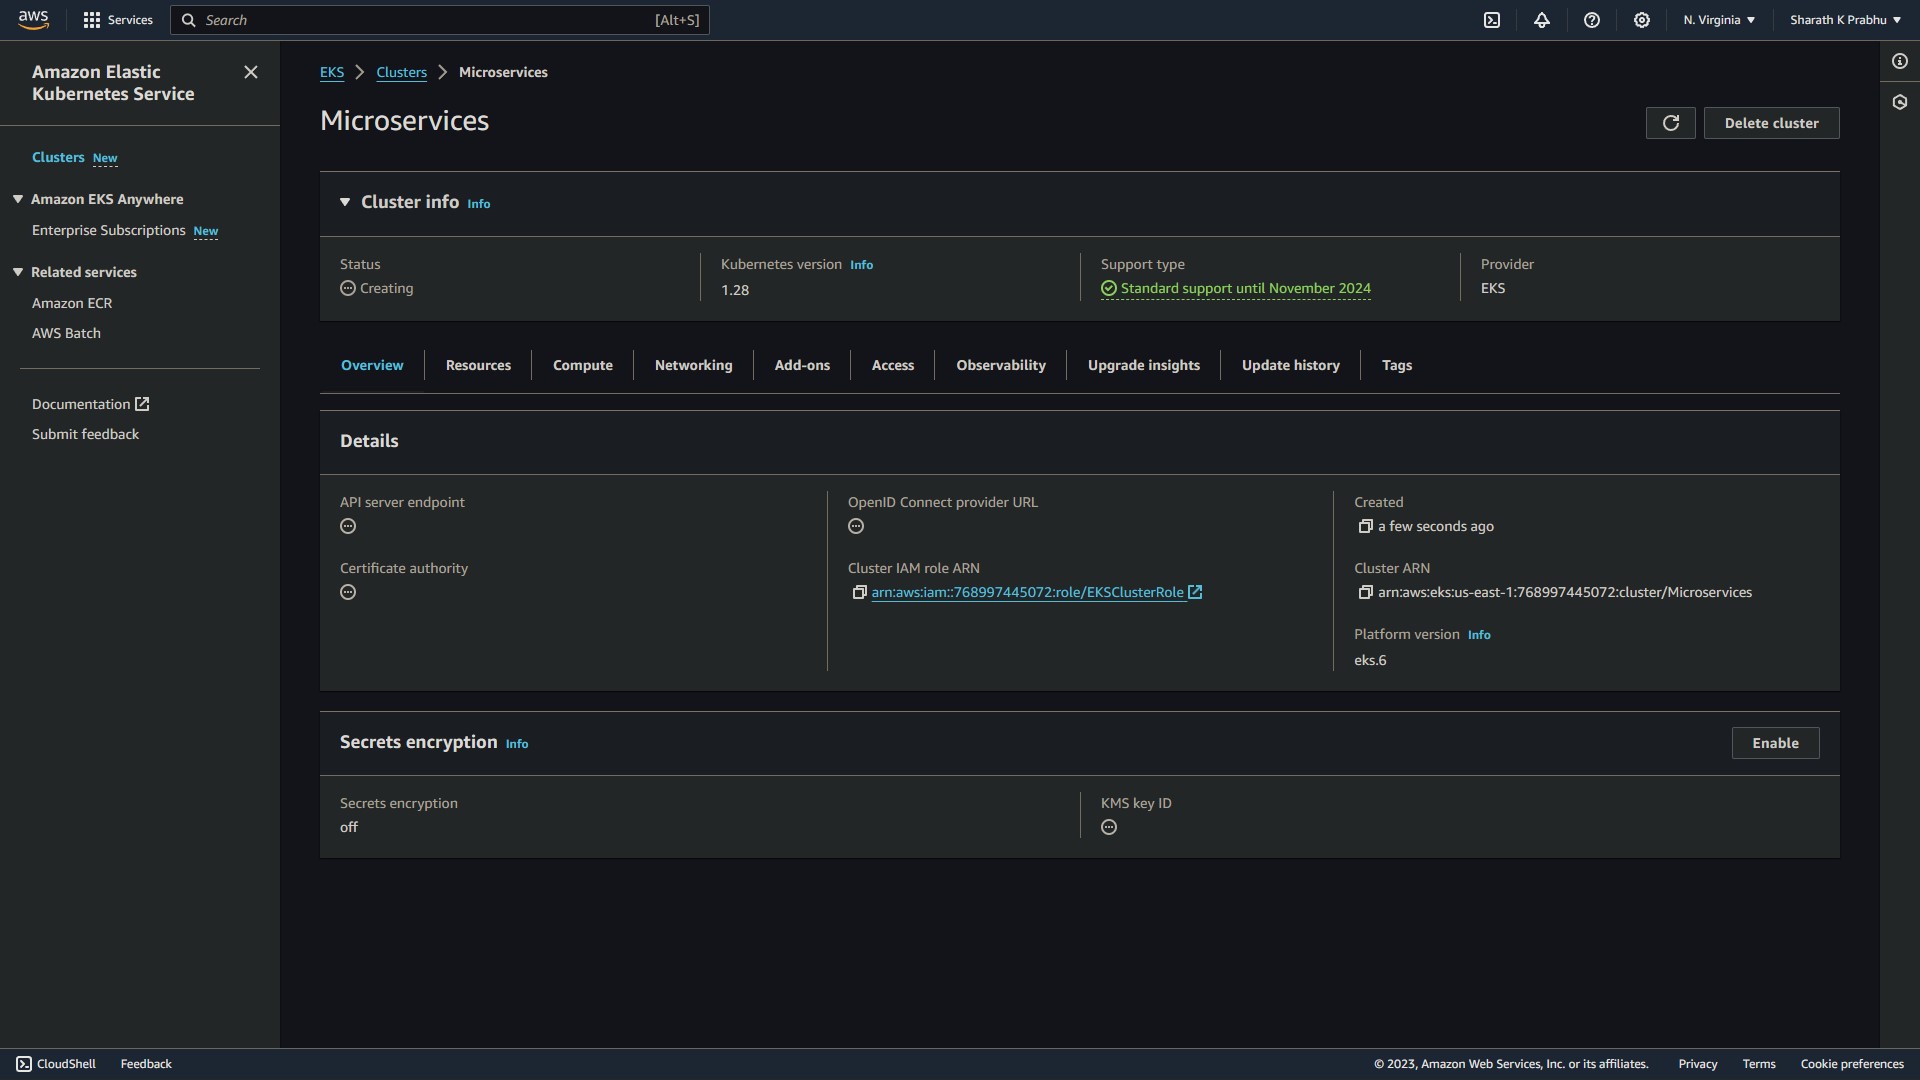 aws
Services
Search
[Alt+S]
N. Virginia
Sharath K Prabhu
Amazon Elastic
Kubernetes Service
Clusters New
Amazon EKS Anywhere
Enterprise Subscriptions New
Related services
Amazon ECR
AWS Batch
Documentation
Submit feedback
EKS
Clusters
Microservices
Microservices
Delete cluster
Cluster info Info
Status
Creating
Kubernetes version Info
1.28
Support type
Standard support until November 2024
Provider
EKS
Overview
Resources
Compute
Networking
Add-ons
Access
Observability
Upgrade insights
Update history
Tags
Details
API server endpoint
Certificate authority
OpenID Connect provider URL
Cluster IAM role ARN
arn:aws:iam::768997445072:role/EKSClusterRole
Created
a few seconds ago
Cluster ARN
arn:aws:eks:us-east-1:768997445072:cluster/Microservices
Platform version Info
eks.6
Secrets encryption Info
Enable
Secrets encryption
off
KMS key ID
CloudShell
Feedback
© 2023, Amazon Web Services, Inc. or its affiliates.
Privacy
Terms
Cookie preferences